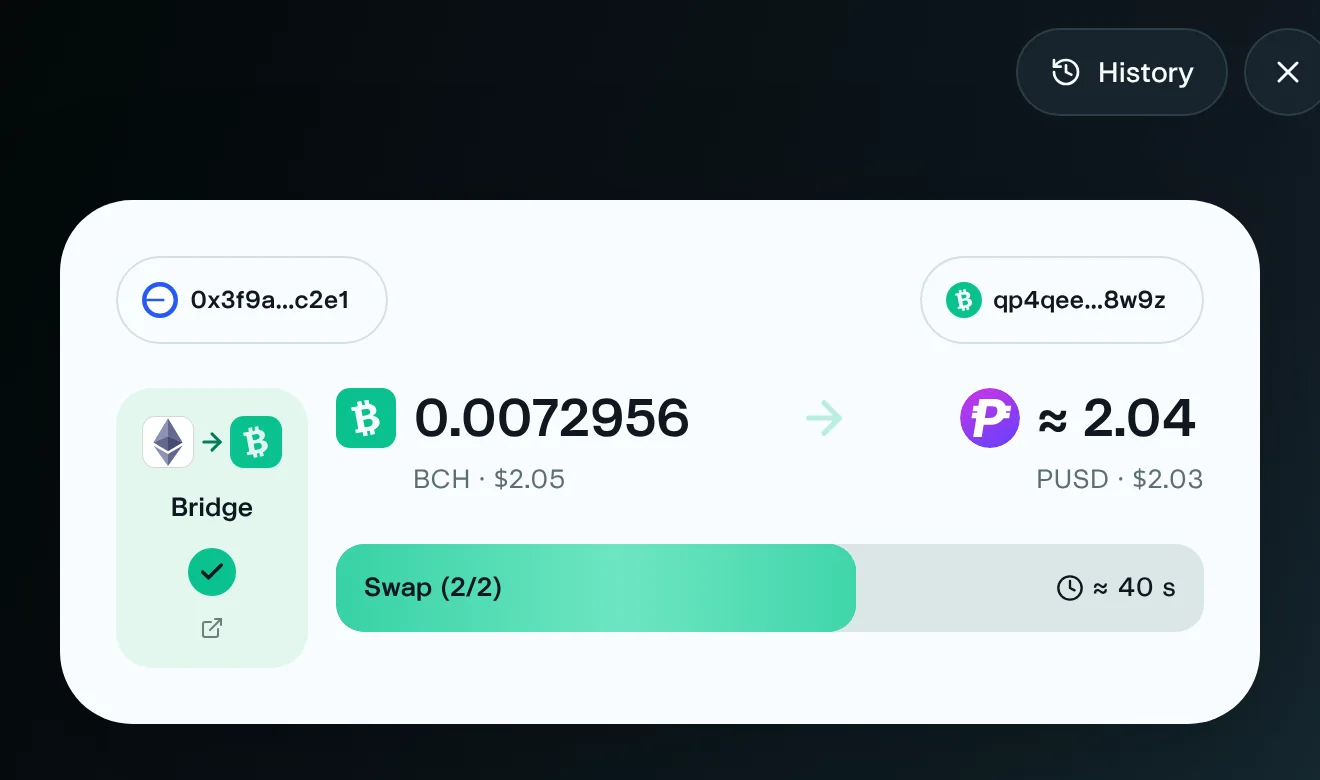 History
0x3f9a...c2e1
qp4qee...8w9z
0.0072956
≈ 2.04
BCH · $2.05
PUSD · $2.03
Bridge
Swap (2/2)
≈ 40 s